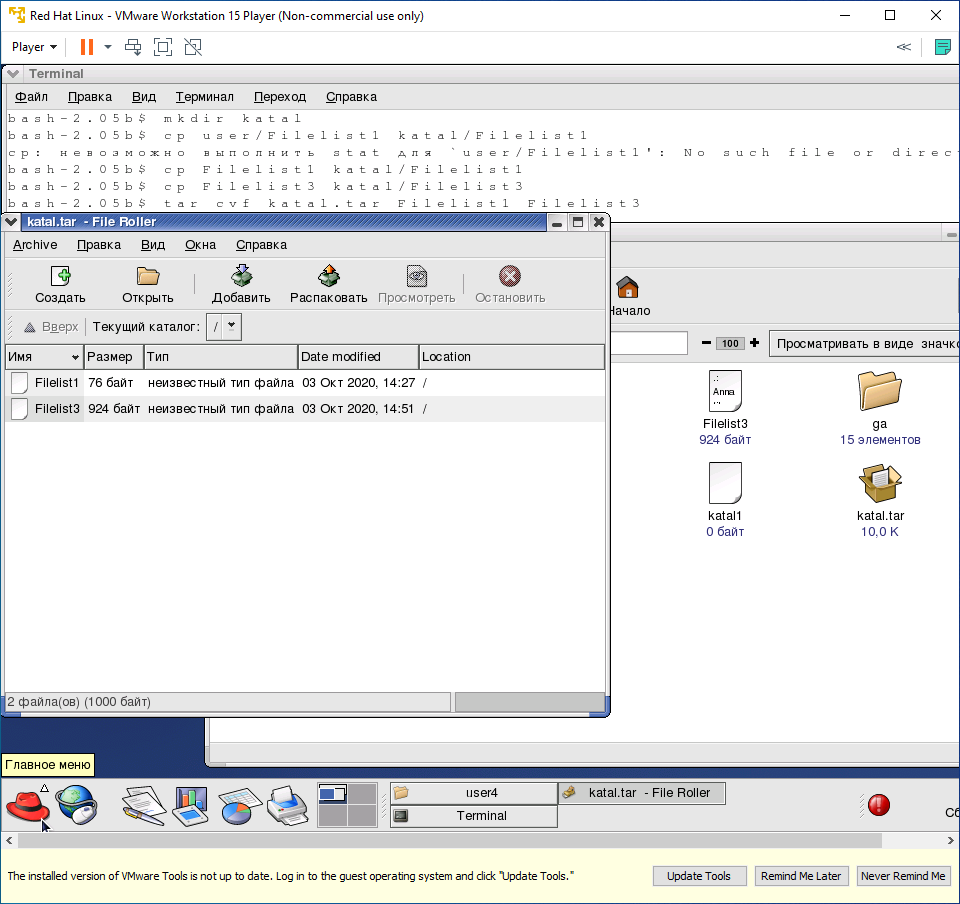 Red Hat Linux - VMware Workstation 15 Player (Non-commercial use only)
Player
Terminal
Файл Правка Вид Терминал Переход Справка
bash-2.05b$ mkdir katal
bash-2.05b$ cp user/Filelist1 katal/Filelist1
cp: невозможно выполнить stat для `user/Filelist1': No such file or direc
bash-2.05b$ cp Filelist1 katal/Filelist1
bash-2.05b$ cp Filelist3 katal/Filelist3
bash-2.05b$ tar cvf katal.tar Filelist1 Filelist3
katal.tar - File Roller
Archive Правка Вид Окна Справка
Создать Открыть Добавить Распаковать Просмотреть Остановить
Вверх Текущий каталог: /
Имя Размер Тип Date modified Location
Filelist1 76 байт неизвестный тип файла 03 Окт 2020, 14:27 /
Filelist3 924 байт неизвестный тип файла 03 Окт 2020, 14:51 /
2 файла(ов) (1000 байт)
Начало
100 Просматривать в виде значко
Anna
Filelist3
924 байт
ga
15 элементов
katal1
0 байт
katal.tar
10,0 K
Главное меню
user4
katal.tar - File Roller
Terminal
Сб
The installed version of VMware Tools is not up to date. Log in to the guest operating system and click "Update Tools."
Update Tools
Remind Me Later
Never Remind Me